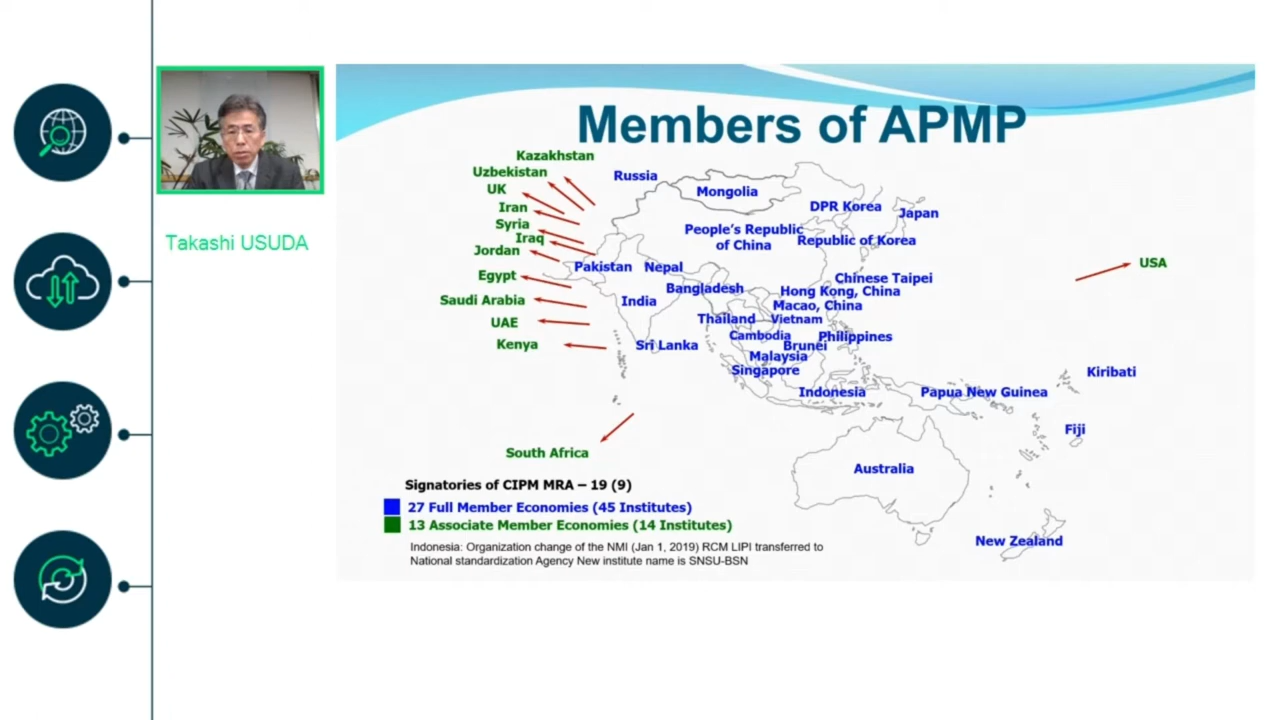 Members of APMP
Kazakhstan
Uzbekistan
UK
Iran
Syria
Iraq
Jordan
Egypt
Saudi Arabia
UAE
Kenya
South Africa
Russia
Mongolia
DPR Korea
Japan
People's Republic
of China
Republic of Korea
USA
Pakistan
Nepal
Chinese Taipei
Bangladesh
Hong Kong, China
India
Macao, China
Thailand
Vietnam
Cambodia
Philippines
Sri Lanka
Brunei
Malaysia
Singapore
Kiribati
Indonesia
Papua New Guinea
Fiji
Australia
New Zealand
Signatories of CIPM MRA – 19 (9)
27 Full Member Economies (45 Institutes)
13 Associate Member Economies (14 Institutes)
Indonesia: Organization change of the NMI (Jan 1, 2019) RCM LIPI transferred to
National standardization Agency New institute name is SNSU-BSN
Takashi USUDA